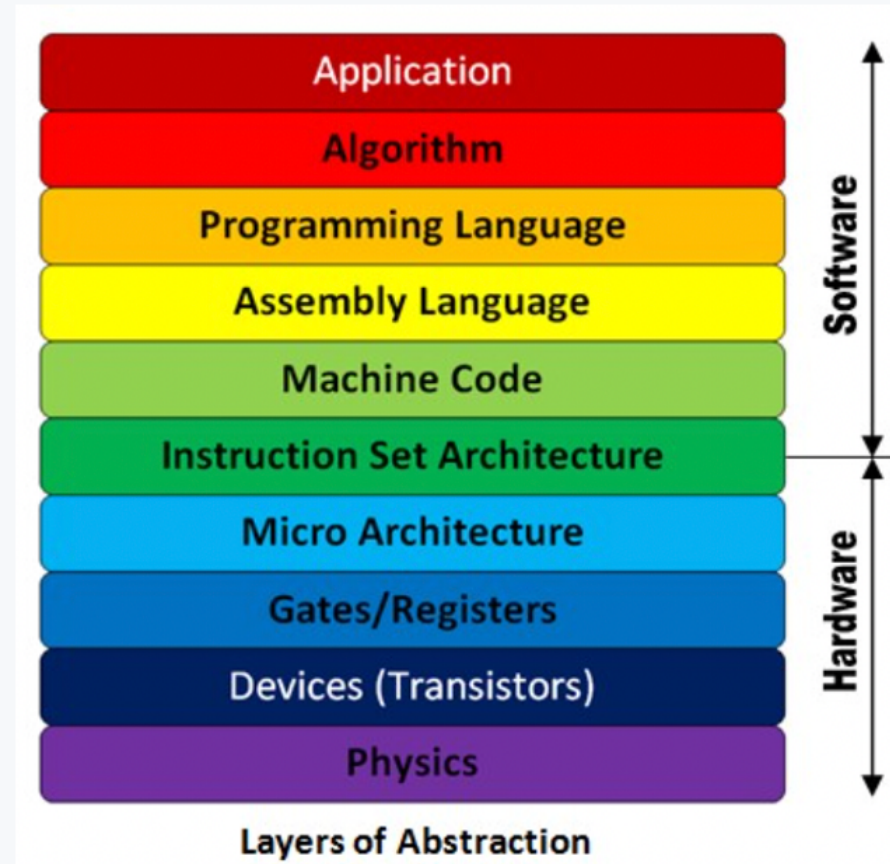 Application
Algorithm
Programming Language
Assembly Language
Machine Code
Instruction Set Architecture
Micro Architecture
Gates/Registers
Devices (Transistors)
Physics
Software
Hardware
Layers of Abstraction